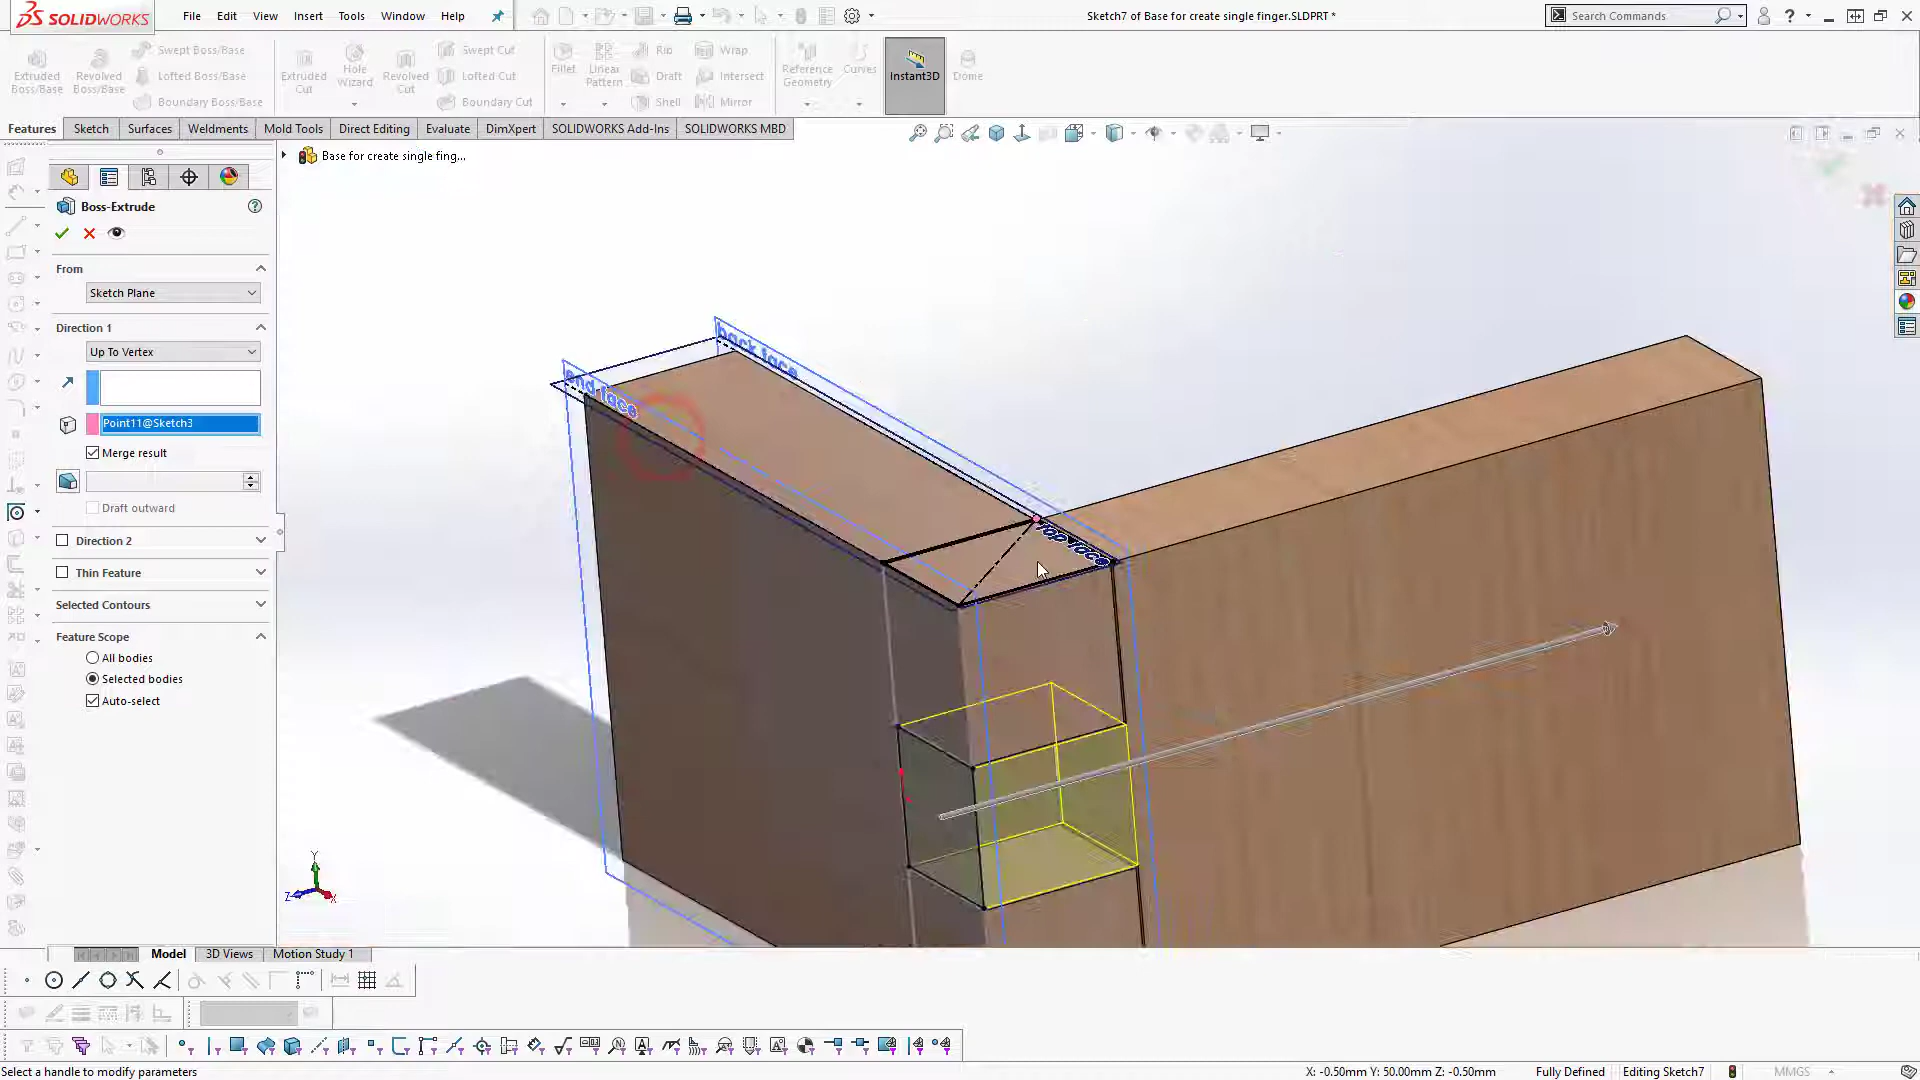 SOLIDWORKS
File Edit View Insert Tools Window Help
Sketch7 of Base for create single finger.SLDPRT *
Search Commands
Extruded Boss/Base
Revolved Boss/Base
Swept Boss/Base
Lofted Boss/Base
Boundary Boss/Base
Extruded Cut
Hole Wizard
Revolved Cut
Swept Cut
Lofted Cut
Boundary Cut
Fillet
Linear Pattern
Rib
Draft
Shell
Wrap
Intersect
Mirror
Reference Geometry
Curves
Instant3D
Dome
Features Sketch Surfaces Weldments Mold Tools Direct Editing Evaluate DimXpert SOLIDWORKS Add-Ins SOLIDWORKS MBD
Base for create single fing...
Boss-Extrude
From
Sketch Plane
Direction 1
Up To Vertex
Point11@Sketch3
Merge result
Draft outward
Direction 2
Thin Feature
Selected Contours
Feature Scope
All bodies
Selected bodies
Auto-select
back face
end face
Top face
Y
Z
X
Model 3D Views Motion Study 1
Select a handle to modify parameters
X: -0.50mm Y: 50.00mm Z: -0.50mm
Fully Defined
Editing Sketch7
MMGS